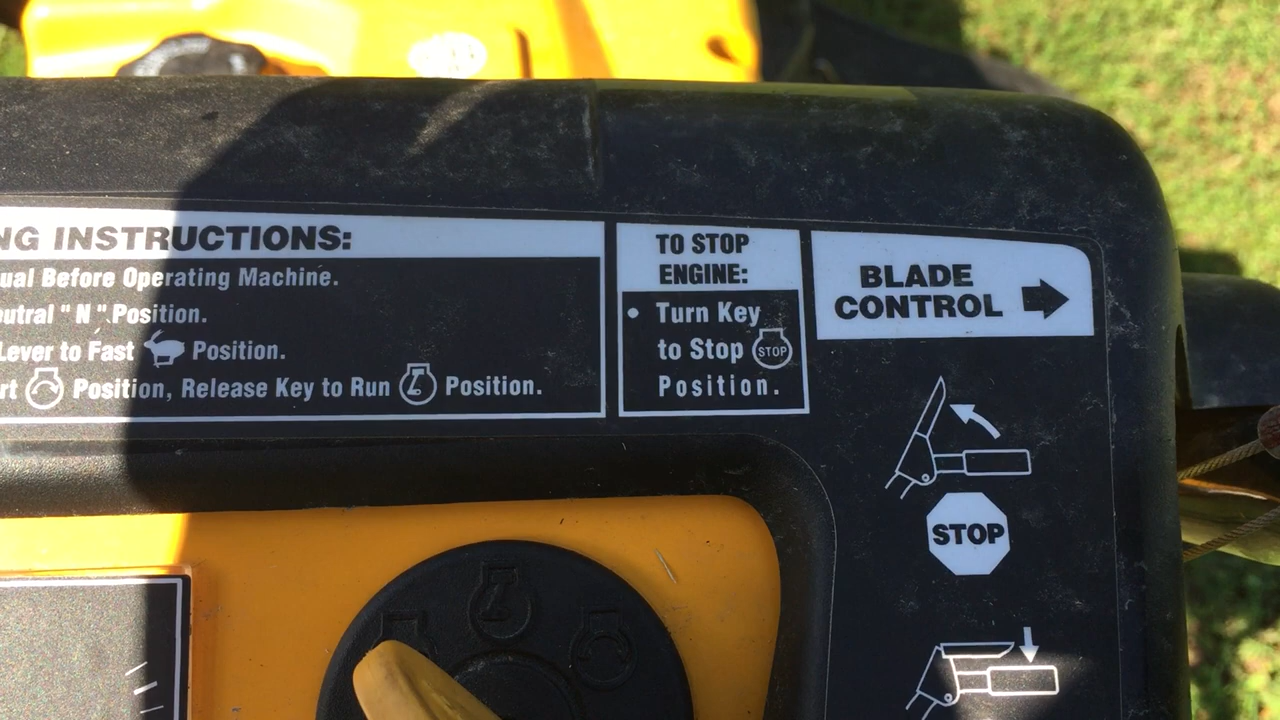 NG INSTRUCTIONS:
ual Before Operating Machine.
eutral "N" Position.
Lever to Fast Position.
rt Position, Release Key to Run Position.
TO STOP
ENGINE:
• Turn Key
to Stop STOP
Position.
BLADE
CONTROL
STOP